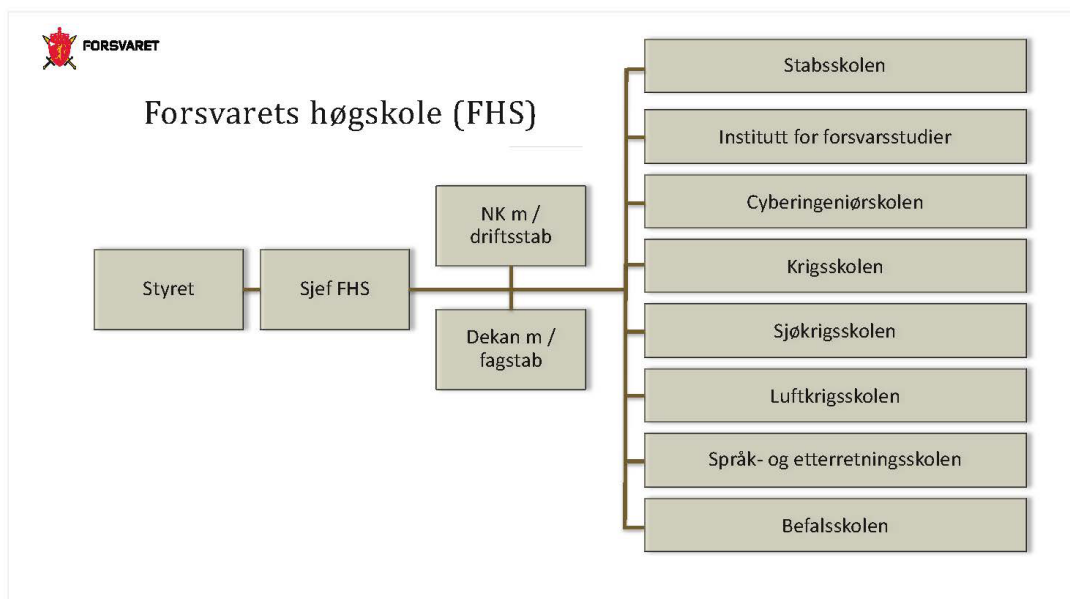 FORSVARET
Forsvarets høgskole (FHS)
Styret
Sjef FHS
NK m /
driftsstab
Dekan m /
fagstab
Stabsskolen
Institutt for forsvarsstudier
Cyberingeniørskolen
Krigsskolen
Sjøkrigsskolen
Luftkrigsskolen
Språk- og etterretningsskolen
Befalsskolen